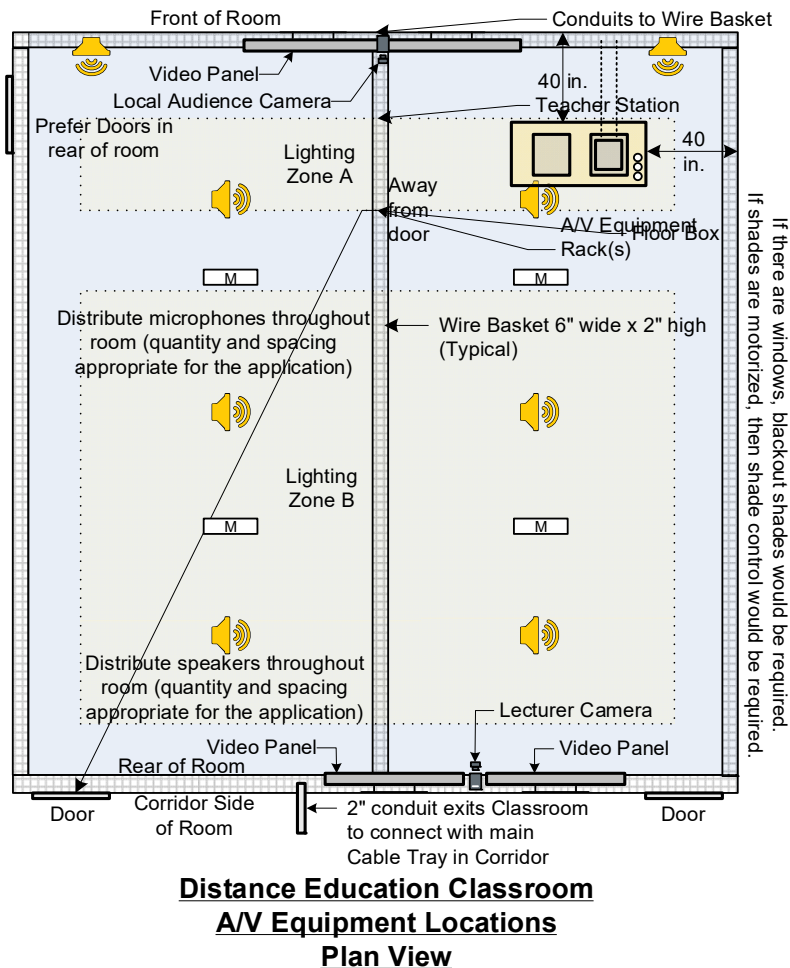 Front of Room
Conduits to Wire Basket
Video Panel
Local Audience Camera
40 in.
Teacher Station
Prefer Doors in
rear of room
Lighting
Zone A
40
in.
Away
from
door
A/V Equipment
Rack(s)
Floor Box
M
M
Distribute microphones throughout
room (quantity and spacing
appropriate for the application)
Wire Basket 6" wide x 2" high
(Typical)
If there are windows, blackout shades would be required.
If shades are motorized, then shade control would be required.
Lighting
Zone B
M
M
Distribute speakers throughout
room (quantity and spacing
appropriate for the application)
Lecturer Camera
Video Panel
Video Panel
Rear of Room
Door
Corridor Side
of Room
2" conduit exits Classroom
to connect with main
Cable Tray in Corridor
Door
Distance Education Classroom
A/V Equipment Locations
Plan View